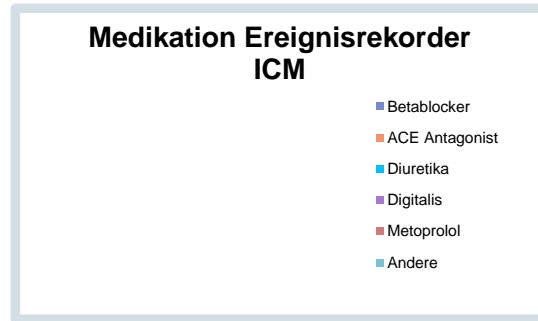 Medikation Ereignisrekorder
ICM
Betablocker
ACE Antagonist
Diuretika
Digitalis
Metoprolol
Andere